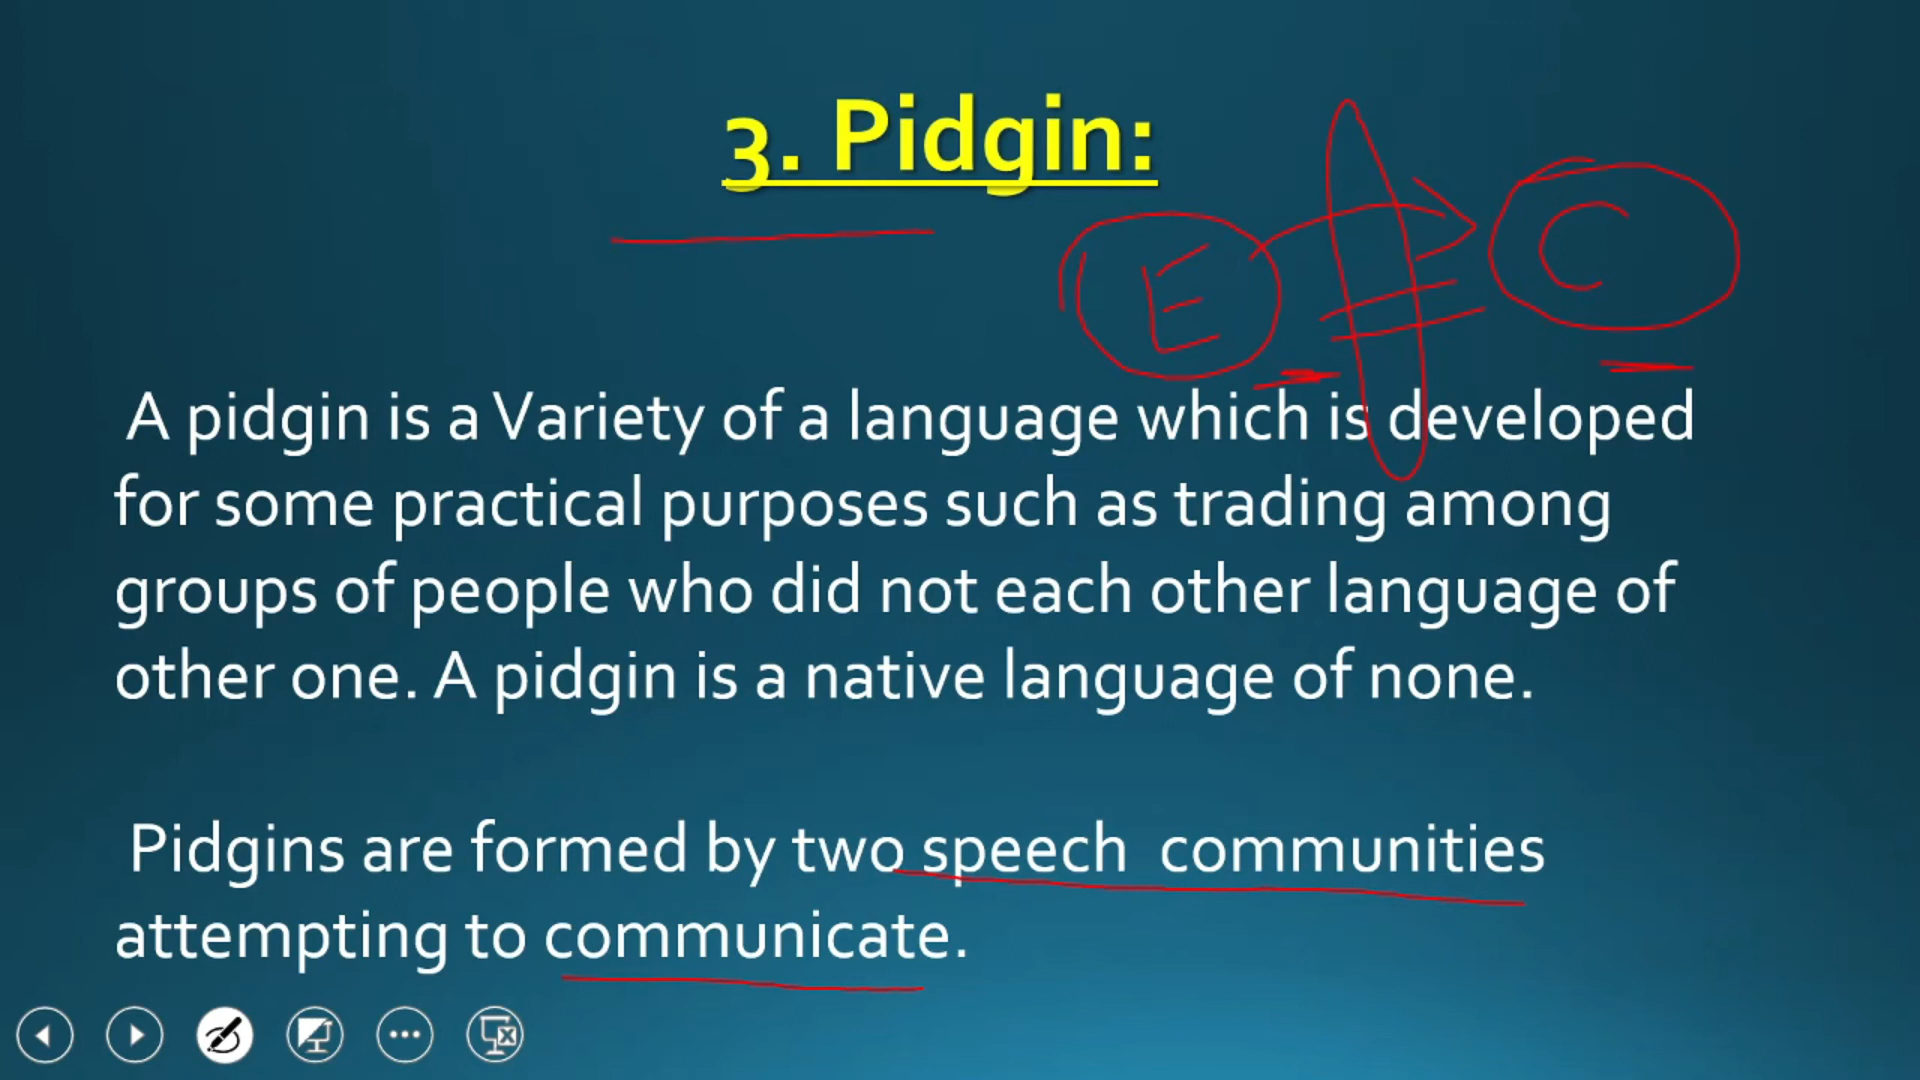 3. Pidgin:
E
C
A pidgin is a Variety of a language which is developed
for some practical purposes such as trading among
groups of people who did not each other language of
other one. A pidgin is a native language of none.
Pidgins are formed by two speech communities
attempting to communicate.